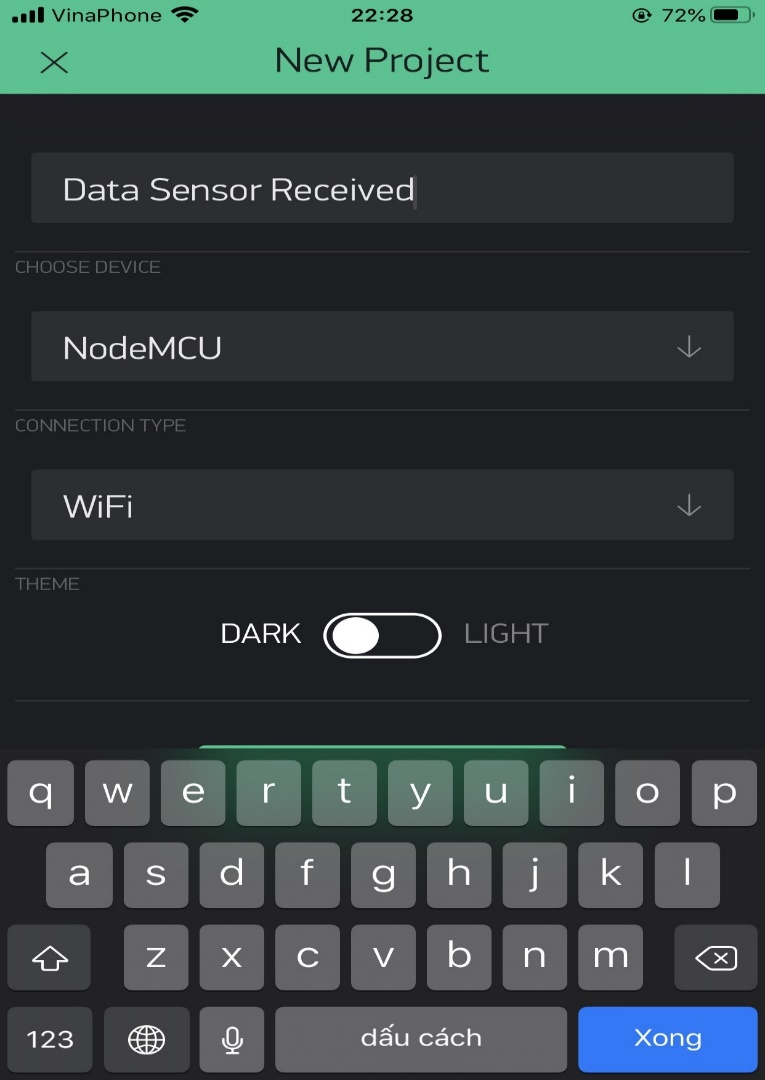 VinaPhone 22:28 72%
New Project
Data Sensor Received
CHOOSE DEVICE
NodeMCU
CONNECTION TYPE
WiFi
THEME
DARK LIGHT
q w e r t y u i o p
a s d f g h j k l
z x c v b n m
123 dấu cách Xong